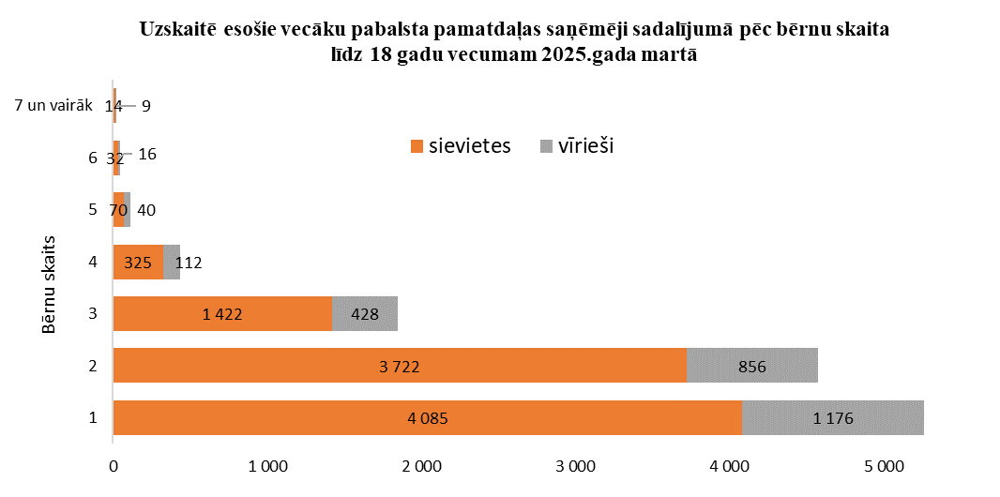 Uzskaitē esošie vecāku pabalsta pamatdaļas saņēmēji sadalījumā pēc bērnu skaita
līdz 18 gadu vecumam 2025.gada martā
sievietes vīrieši
Bērnu skaits
7 un vairāk 14 9
6 32 16
5 70 40
4 325 112
3 1 422 428
2 3 722 856
1 4 085 1 176
0 1 000 2 000 3 000 4 000 5 000